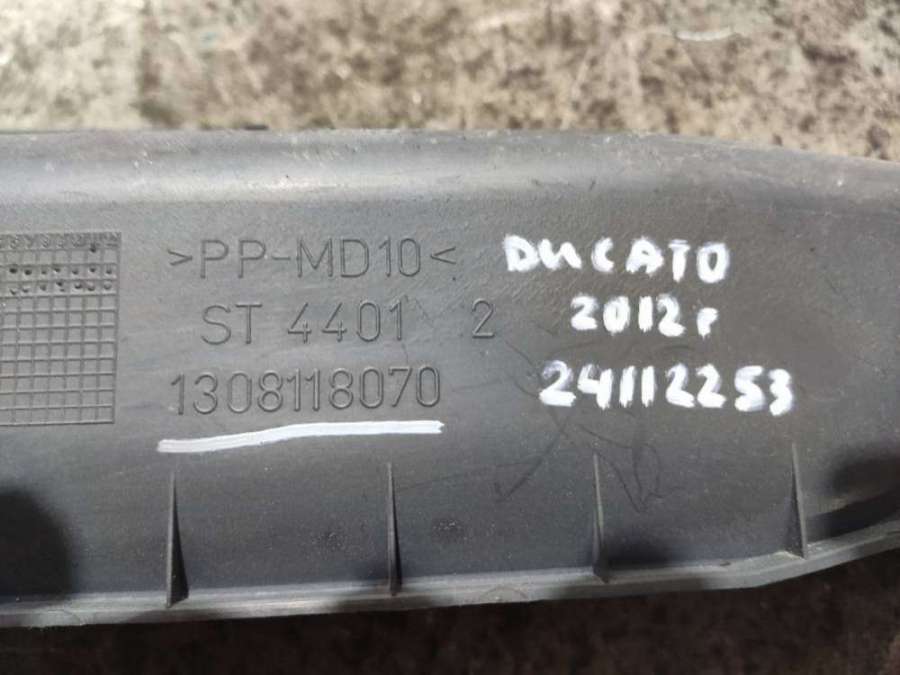 >PP-MD10<
ST 4401 2
1308118070
DUCATO
2012г
24112253